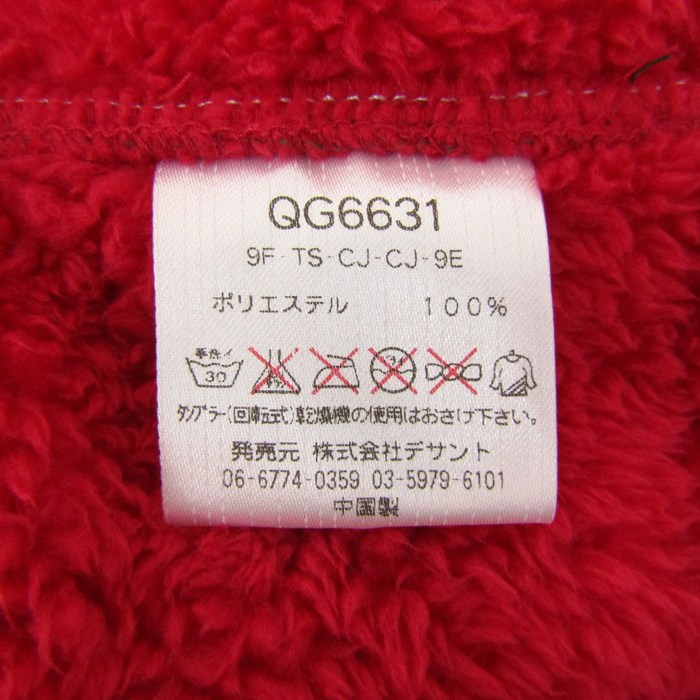 QG6631
9F-TS-CJ-CJ-9E
ポリエステル 100%
手洗イ
30
タンブラー(回転式)乾燥機の使用はおさけ下さい。
発売元 株式会社デサント
06-6774-0359 03-5979-6101
中国製